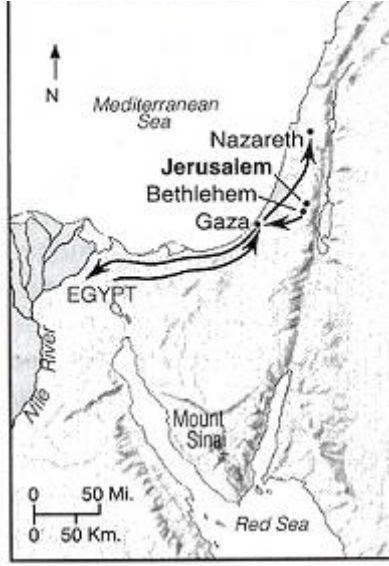 N
Mediterranean
Sea
Nazareth
Jerusalem
Bethlehem
Gaza
EGYPT
Nile River
Mount
Sinai
0 50 Mi.
0 50 Km.
Red Sea